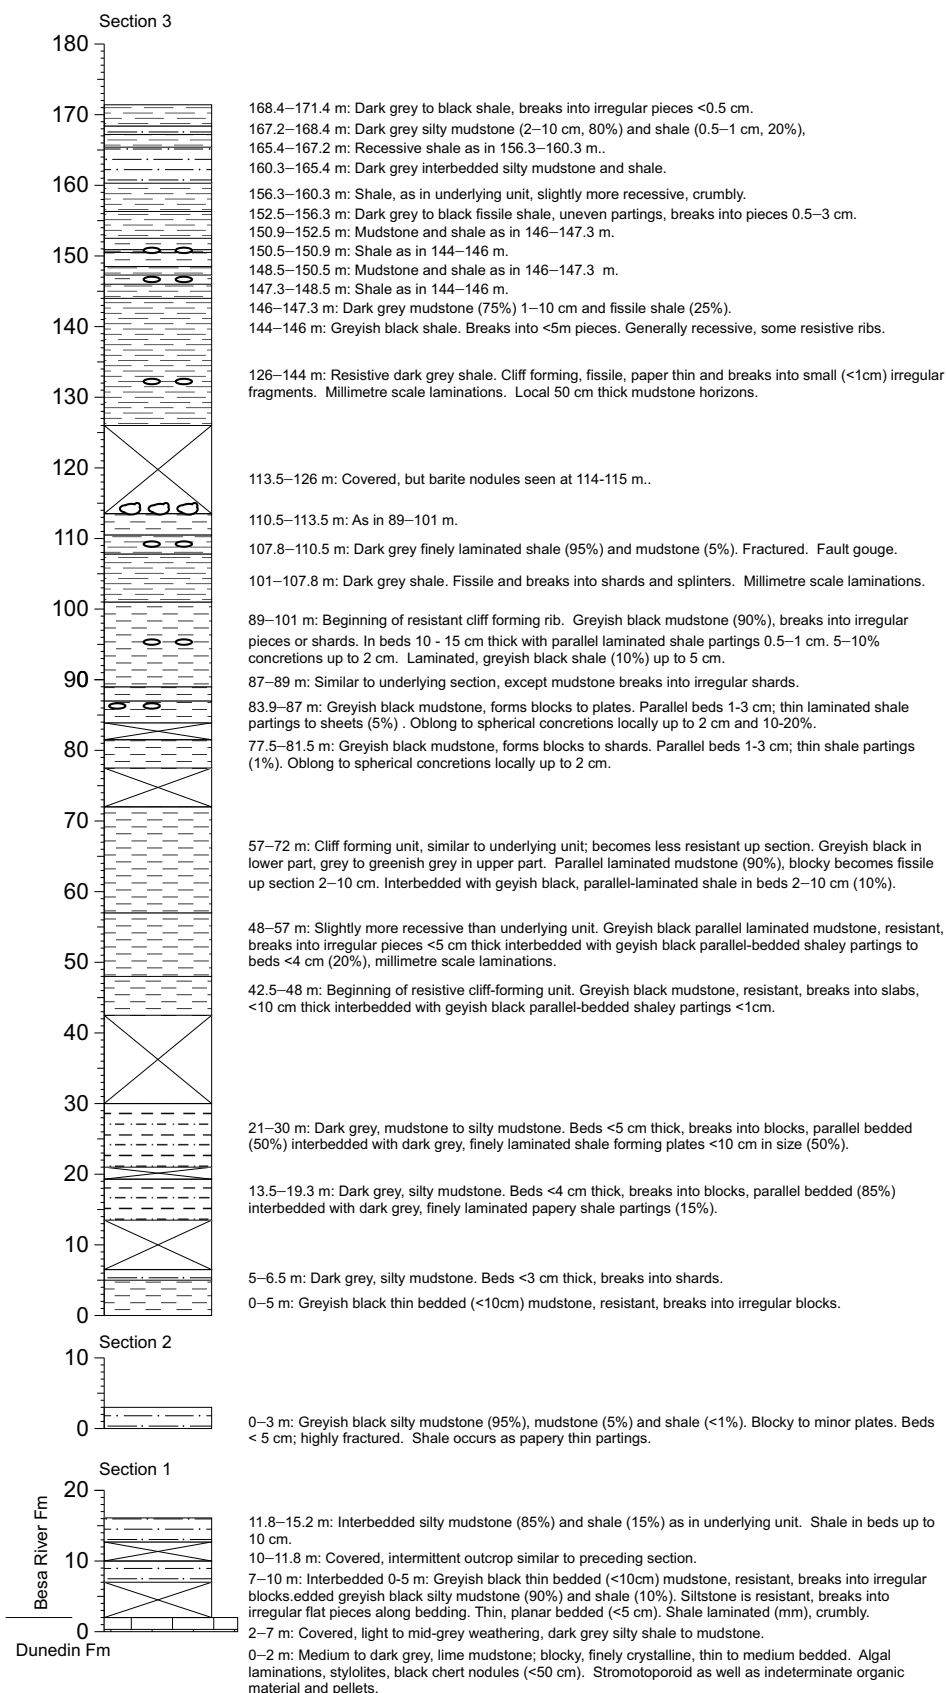 Section 3
180
170
160
150
140
130
120
110
100
90
80
70
60
50
40
30
20
10
0
168.4–171.4 m: Dark grey to black shale, breaks into irregular pieces <0.5 cm.
167.2–168.4 m: Dark grey silty mudstone (2–10 cm, 80%) and shale (0.5–1 cm, 20%),
165.4–167.2 m: Recessive shale as in 156.3–160.3 m..
160.3–165.4 m: Dark grey interbedded silty mudstone and shale.
156.3–160.3 m: Shale, as in underlying unit, slightly more recessive, crumbly.
152.5–156.3 m: Dark grey to black fissile shale, uneven partings, breaks into pieces 0.5–3 cm.
150.9–152.5 m: Mudstone and shale as in 146–147.3 m.
150.5–150.9 m: Shale as in 144–146 m.
148.5–150.5 m: Mudstone and shale as in 146–147.3 m.
147.3–148.5 m: Shale as in 144–146 m.
146–147.3 m: Dark grey mudstone (75%) 1–10 cm and fissile shale (25%).
144–146 m: Greyish black shale. Breaks into <5m pieces. Generally recessive, some resistive ribs.
126–144 m: Resistive dark grey shale. Cliff forming, fissile, paper thin and breaks into small (<1cm) irregular
fragments. Millimetre scale laminations. Local 50 cm thick mudstone horizons.
113.5–126 m: Covered, but barite nodules seen at 114-115 m..
110.5–113.5 m: As in 89–101 m.
107.8–110.5 m: Dark grey finely laminated shale (95%) and mudstone (5%). Fractured. Fault gouge.
101–107.8 m: Dark grey shale. Fissile and breaks into shards and splinters. Millimetre scale laminations.
89–101 m: Beginning of resistant cliff forming rib. Greyish black mudstone (90%), breaks into irregular
pieces or shards. In beds 10 - 15 cm thick with parallel laminated shale partings 0.5–1 cm. 5–10%
concretions up to 2 cm. Laminated, greyish black shale (10%) up to 5 cm.
87–89 m: Similar to underlying section, except mudstone breaks into irregular shards.
83.9–87 m: Greyish black mudstone, forms blocks to plates. Parallel beds 1-3 cm; thin laminated shale
partings to sheets (5%) . Oblong to spherical concretions locally up to 2 cm and 10-20%.
77.5–81.5 m: Greyish black mudstone, forms blocks to shards. Parallel beds 1-3 cm; thin shale partings
(1%). Oblong to spherical concretions locally up to 2 cm.
57–72 m: Cliff forming unit, similar to underlying unit; becomes less resistant up section. Greyish black in
lower part, grey to greenish grey in upper part. Parallel laminated mudstone (90%), blocky becomes fissile
up section 2–10 cm. Interbedded with geyish black, parallel-laminated shale in beds 2–10 cm (10%).
48–57 m: Slightly more recessive than underlying unit. Greyish black parallel laminated mudstone, resistant,
breaks into irregular pieces <5 cm thick interbedded with geyish black parallel-bedded shaley partings to
beds <4 cm (20%), millimetre scale laminations.
42.5–48 m: Beginning of resistive cliff-forming unit. Greyish black mudstone, resistant, breaks into slabs,
<10 cm thick interbedded with geyish black parallel-bedded shaley partings <1cm.
21–30 m: Dark grey, mudstone to silty mudstone. Beds <5 cm thick, breaks into blocks, parallel bedded
(50%) interbedded with dark grey, finely laminated shale forming plates <10 cm in size (50%).
13.5–19.3 m: Dark grey, silty mudstone. Beds <4 cm thick, breaks into blocks, parallel bedded (85%)
interbedded with dark grey, finely laminated papery shale partings (15%).
5–6.5 m: Dark grey, silty mudstone. Beds <3 cm thick, breaks into shards.
0–5 m: Greyish black thin bedded (<10cm) mudstone, resistant, breaks into irregular blocks.
Section 2
10
0
0–3 m: Greyish black silty mudstone (95%), mudstone (5%) and shale (<1%). Blocky to minor plates. Beds
< 5 cm; highly fractured. Shale occurs as papery thin partings.
Section 1
20
10
0
Besa River Fm
Dunedin Fm
11.8–15.2 m: Interbedded silty mudstone (85%) and shale (15%) as in underlying unit. Shale in beds up to
10 cm.
10–11.8 m: Covered, intermittent outcrop similar to preceding section.
7–10 m: Interbedded 0-5 m: Greyish black thin bedded (<10cm) mudstone, resistant, breaks into irregular
blocks.edded greyish black silty mudstone (90%) and shale (10%). Siltstone is resistant, breaks into
irregular flat pieces along bedding. Thin, planar bedded (<5 cm). Shale laminated (mm), crumbly.
2–7 m: Covered, light to mid-grey weathering, dark grey silty shale to mudstone.
0–2 m: Medium to dark grey, lime mudstone; blocky, finely crystalline, thin to medium bedded. Algal
laminations, stylolites, black chert nodules (<50 cm). Stromotoporoid as well as indeterminate organic
material and pellets.